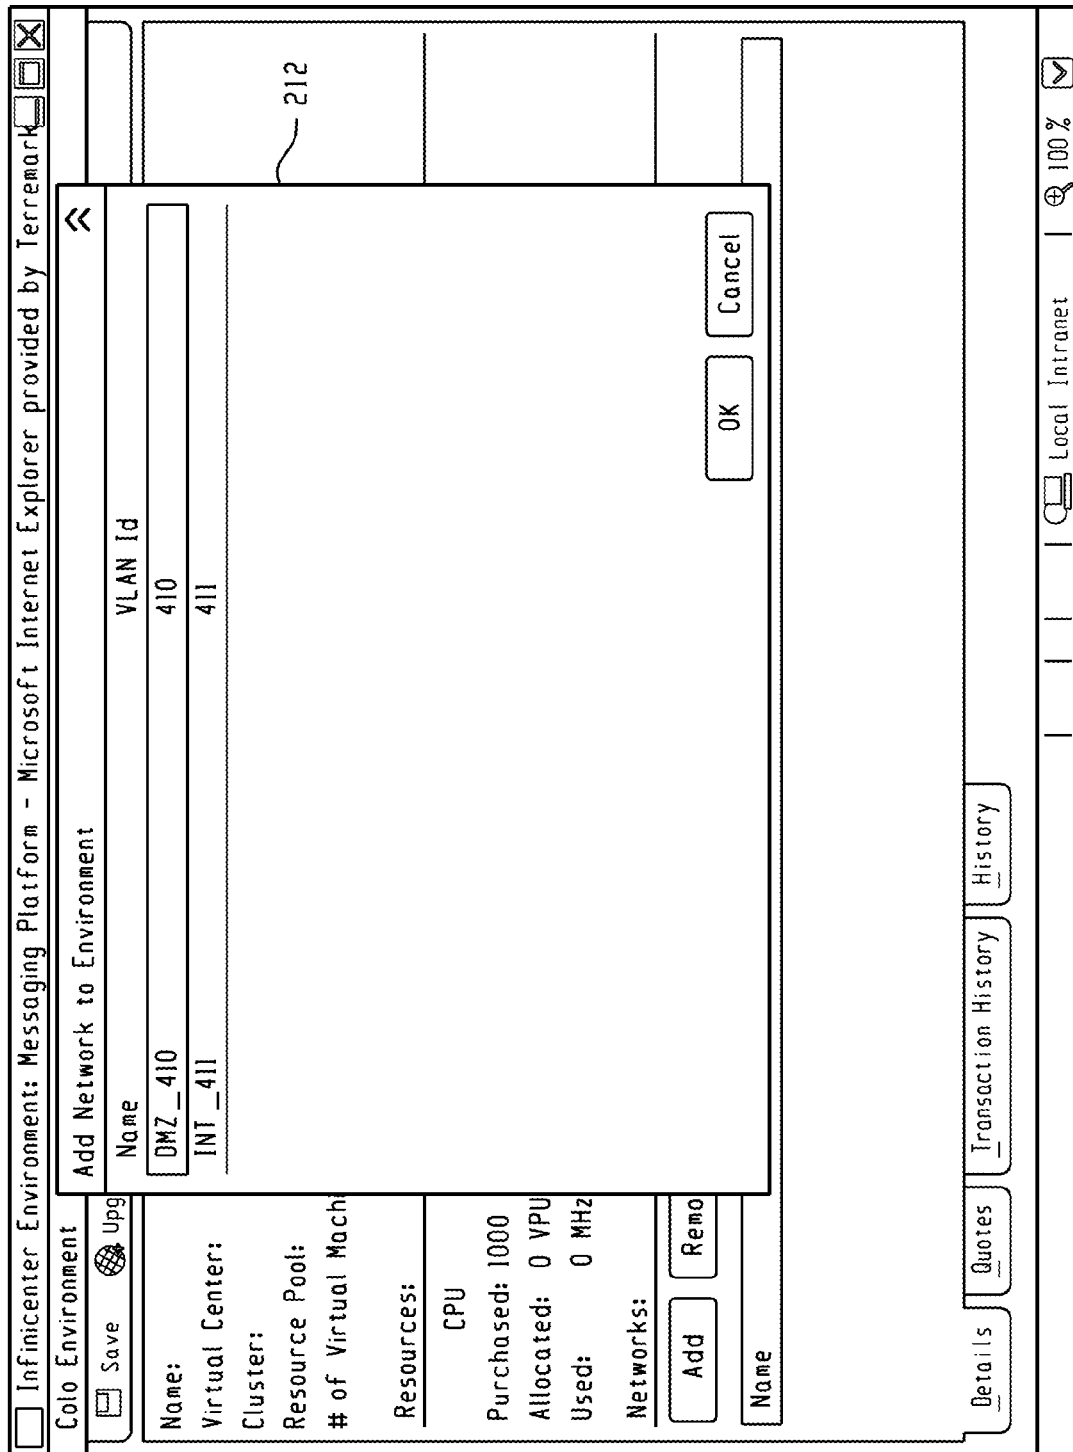 Infinicenter Environment: Messaging Platform - Microsoft Internet Explorer provided by Terremark
Colo Environment
Save Upg
Add Network to Environment
Name VLAN Id
DMZ_410 410
INT_411 411
OK Cancel
212
Name:
Virtual Center:
Cluster:
Resource Pool:
# of Virtual Machi
Resources:
CPU
Purchased: 1000
Allocated: 0 VPU
Used: 0 MHz
Networks:
Add Remo
Name
Details Quotes Transaction History History
Local Intranet 100%